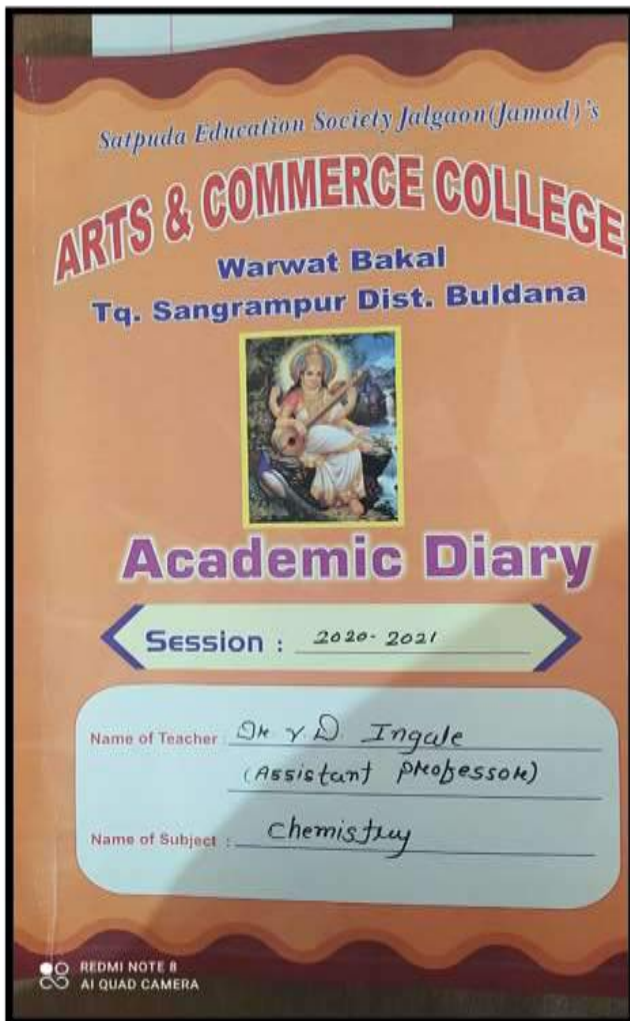 Satpuda Education Society Jalgaon(Jamod)'s
ARTS & COMMERCE COLLEGE
Warwat Bakal
Tq. Sangrampur Dist. Buldana
Academic Diary
Session : 2020-2021
Name of Teacher : Dr Y.D. Ingale
(Assistant professor)
Name of Subject : chemistry
REDMI NOTE 8
AI QUAD CAMERA